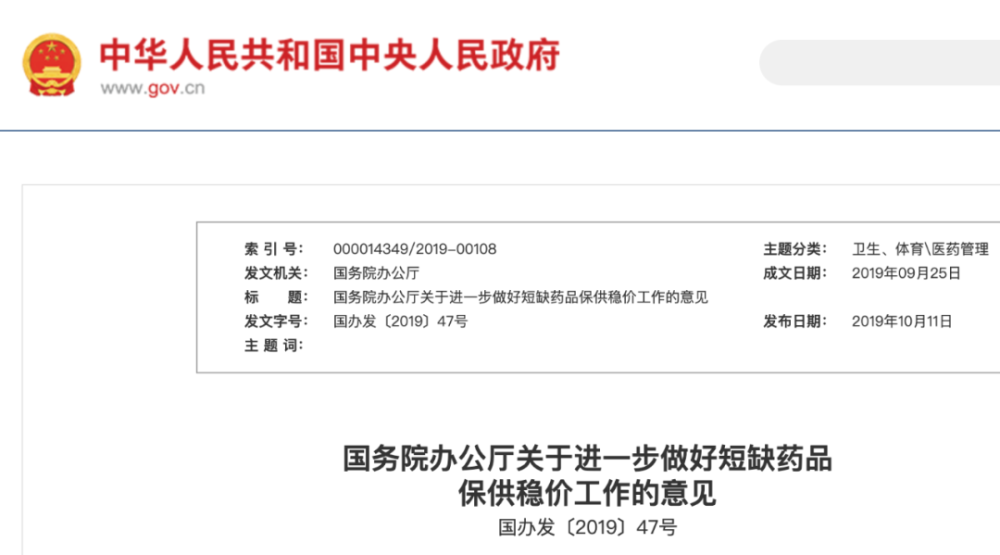 中华人民共和国中央人民政府
www.gov.cn
索 引 号： 000014349/2019-00108 主题分类： 卫生、体育\医药管理
发文机关： 国务院办公厅 成文日期： 2019年09月25日
标 题： 国务院办公厅关于进一步做好短缺药品保供稳价工作的意见
发文字号： 国办发〔2019〕47号 发布日期： 2019年10月11日
主 题 词：
国务院办公厅关于进一步做好短缺药品
保供稳价工作的意见
国办发〔2019〕47号